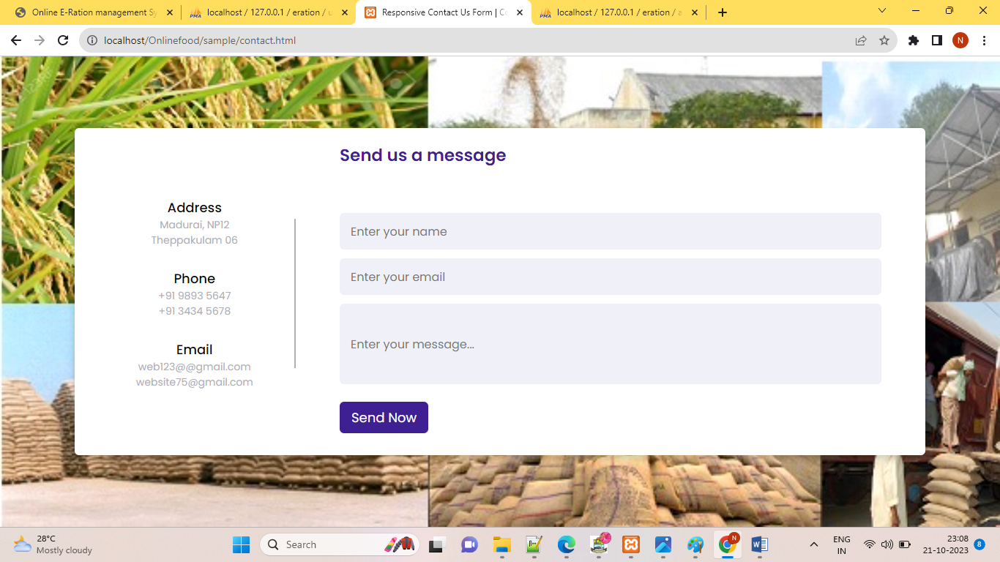 Online E-Ration management Sy
localhost / 127.0.0.1 / eration / u
Responsive Contact Us Form | Co
localhost / 127.0.0.1 / eration / a
localhost/Onlinefood/sample/contact.html
N
Send us a message
Address
Madurai, NP12
Theppakulam 06
Phone
+91 9893 5647
+91 3434 5678
Email
web123@@gmail.com
website75@gmail.com
Enter your name
Enter your email
Enter your message...
Send Now
28°C
Mostly cloudy
Search
N
ENG
IN
23:08
21-10-2023
8